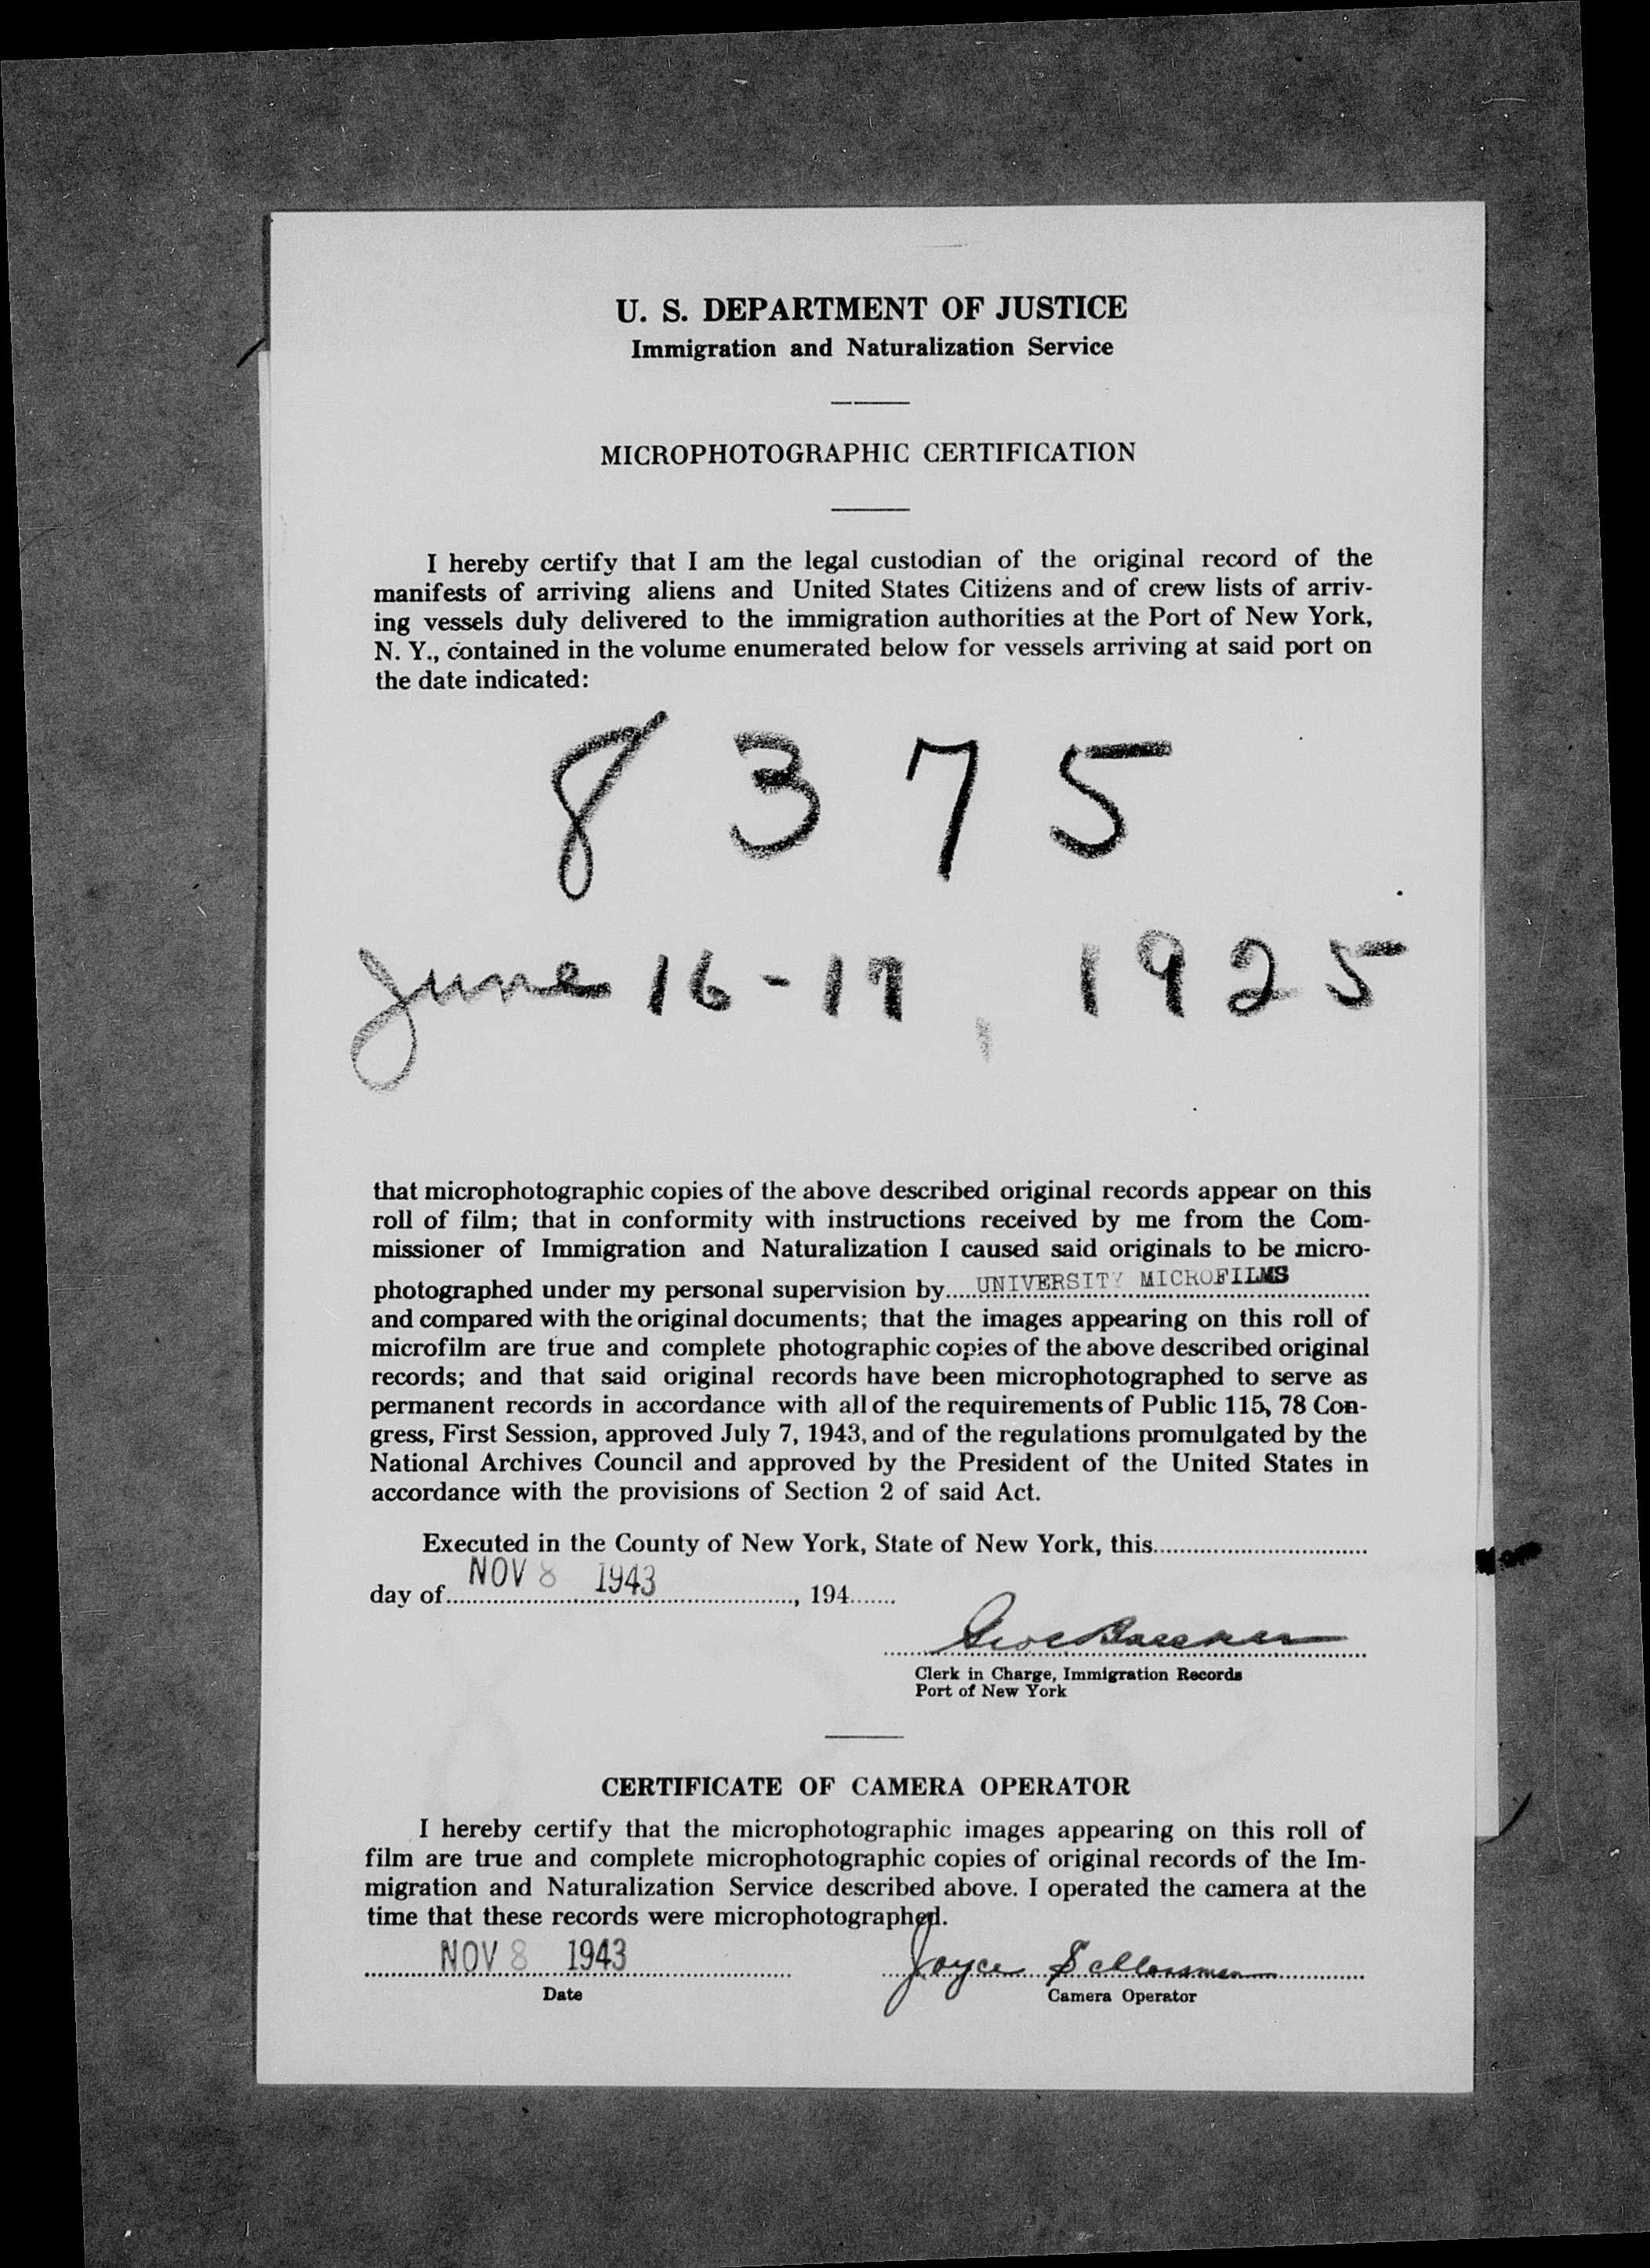 U. S. DEPARTMENT OF JUSTICE
Immigration and Naturalization Service
MICROPHOTOGRAPHIC CERTIFICATION
I hereby certify that I am the legal custodian of the original record of the
manifests of arriving aliens and United States Citizens and of crew lists of arriv-
ing vessels duly delivered to the immigration authorities at the Port of New York,
N. Y., contained in the volume enumerated below for vessels arriving at said port on
the date indicated:
8 3 7 5
June 16-17, 1925
that microphotographic copies of the above described original records appear on this
roll of film; that in conformity with instructions received by me from the Com-
missioner of Immigration and Naturalization I caused said originals to be micro-
photographed under my personal supervision by.....UNIVERSITY MICROFILMS
and compared with the original documents; that the images appearing on this roll of
microfilm are true and complete photographic copies of the above described original
records; and that said original records have been microphotographed to serve as
permanent records in accordance with all of the requirements of Public 115, 78 Con-
gress, First Session, approved July 7, 1943, and of the regulations promulgated by the
National Archives Council and approved by the President of the United States in
accordance with the provisions of Section 2 of said Act.
Executed in the County of New York, State of New York, this
day of NOV 8 1943, 194
Clerk in Charge, Immigration Records
Port of New York
CERTIFICATE OF CAMERA OPERATOR
I hereby certify that the microphotographic images appearing on this roll of
film are true and complete microphotographic copies of original records of the Im-
migration and Naturalization Service described above. I operated the camera at the
time that these records were microphotographed.
NOV 8 1943 Joyce
Date Camera Operator